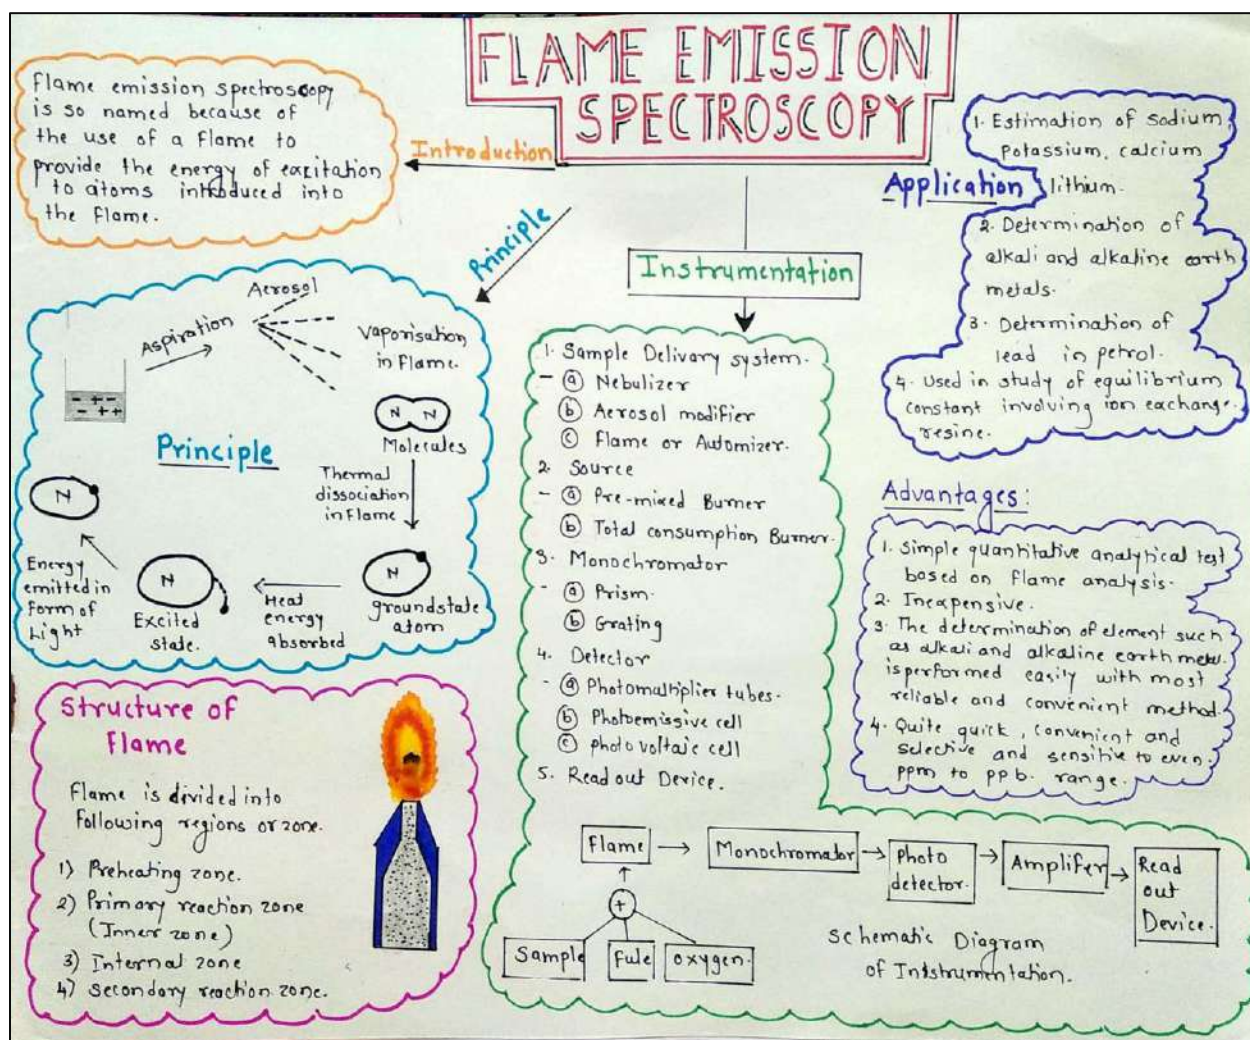 FLAME EMISSION
SPECTROSCOPY
Introduction
Flame emission spectroscopy
is so named because of
the use of a Flame to
provide the energy of excitation
to atoms introduced into
the Flame.
Principle
Aspiration
Aerosol
Vaporisation
in Flame.
- + -
- + - + +
N N
Molecules
Principle
Thermal
dissociation
in Flame
N
groundstate
atom
Heat
energy
absorbed
N
Excited
state.
Energy
emitted in
Form of
Light
N
Structure of
Flame
Flame is divided into
Following regions or zone.
1) Preheating zone.
2) Primary reaction zone
(Inner zone)
3) Internal zone
4) Secondary reaction zone.
Instrumentation
1. Sample Delivary system.
- ⓐ Nebulizer
ⓑ Aerosol modifier
ⓒ Flame or Automizer.
2. Source
- ⓐ Pre-mixed Burner
ⓑ Total consumption Burner.
3. Monochromator
- ⓐ Prism.
ⓑ Grating
4. Detector
- ⓐ Photomultiplier tubes.
ⓑ Photoemissive cell
ⓒ photo voltaic cell
5. Read out Device.
Flame
Monochromator
Photo
detector.
Amplifer
Read
out
Device.
+
Sample
Fule
oxygen.
Schematic Diagram
of Intstrumentation.
Application
1. Estimation of sodium,
Potassium, calcium
lithium.
2. Determination of
alkali and alkaline earth
metals.
3. Determination of
lead in petrol.
4. Used in study of equilibrium
constant involving ion exchange
resine.
Advantages:
1. Simple quantitative analytical test
based on Flame analysis.
2. Inexpensive.
3. The determination of element such
as alkali and alkaline earth metal
is performed easily with most
reliable and convenient method.
4. Quite quick, convenient and
selective and sensitive to even
ppm to ppb. range.